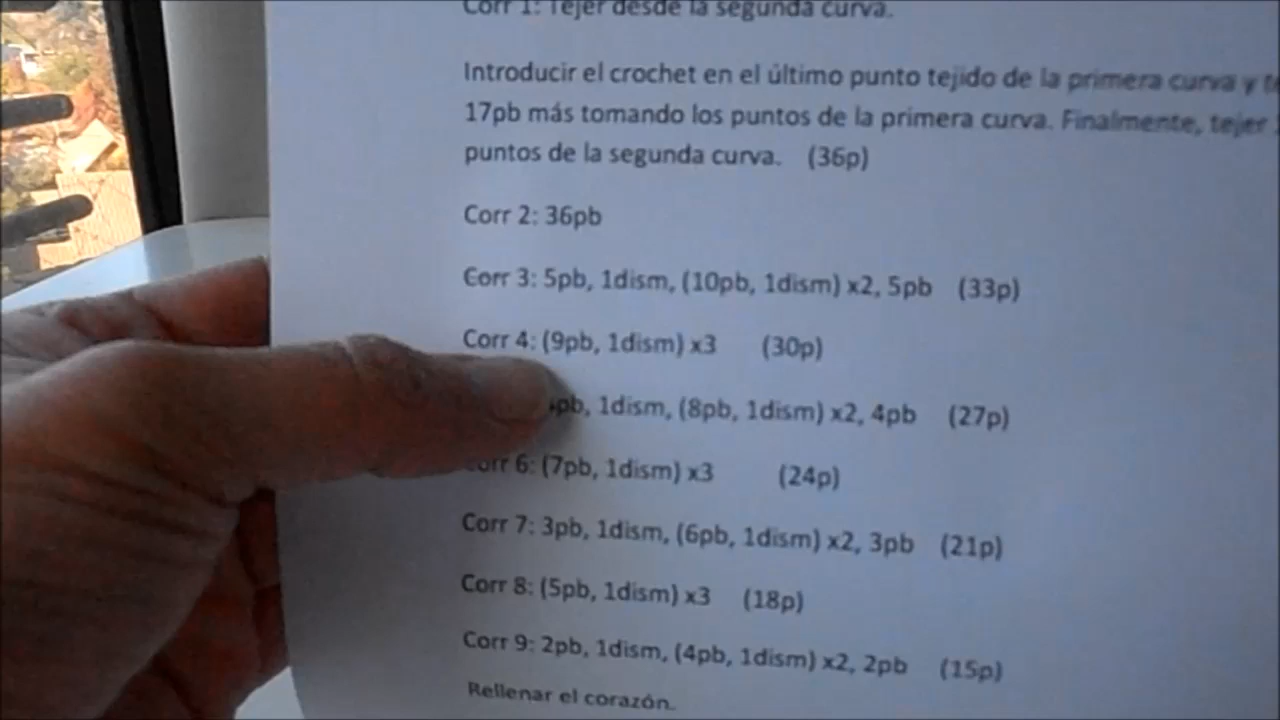 Corr 1: Tejer desde la segunda curva.
Introducir el crochet en el último punto tejido de la primera curva y
17pb más tomando los puntos de la primera curva. Finalmente, tejer
puntos de la segunda curva. (36p)
Corr 2: 36pb
Corr 3: 5pb, 1dism, (10pb, 1dism) x2, 5pb (33p)
Corr 4: (9pb, 1dism) x3 (30p)
pb, 1dism, (8pb, 1dism) x2, 4pb (27p)
Corr 6: (7pb, 1dism) x3 (24p)
Corr 7: 3pb, 1dism, (6pb, 1dism) x2, 3pb (21p)
Corr 8: (5pb, 1dism) x3 (18p)
Corr 9: 2pb, 1dism, (4pb, 1dism) x2, 2pb (15p)
Rellenar el corazón.